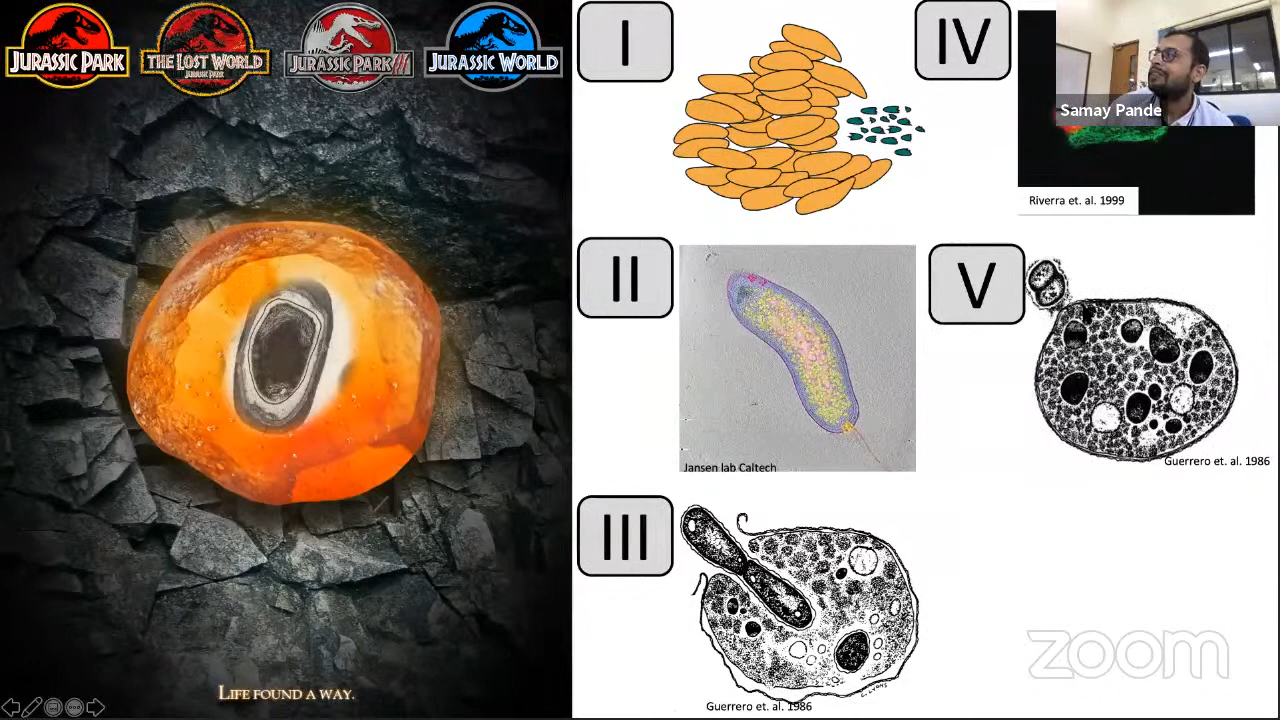 JURASSIC PARK
THE LOST WORLD
JURASSIC PARK
JURASSIC PARK III
JURASSIC WORLD
LIFE FOUND A WAY.
I
II
Jansen lab Caltech
III
Guerrero et. al. 1986
IV
Samay Pande
Riverra et. al. 1999
V
Guerrero et. al. 1986
zoom